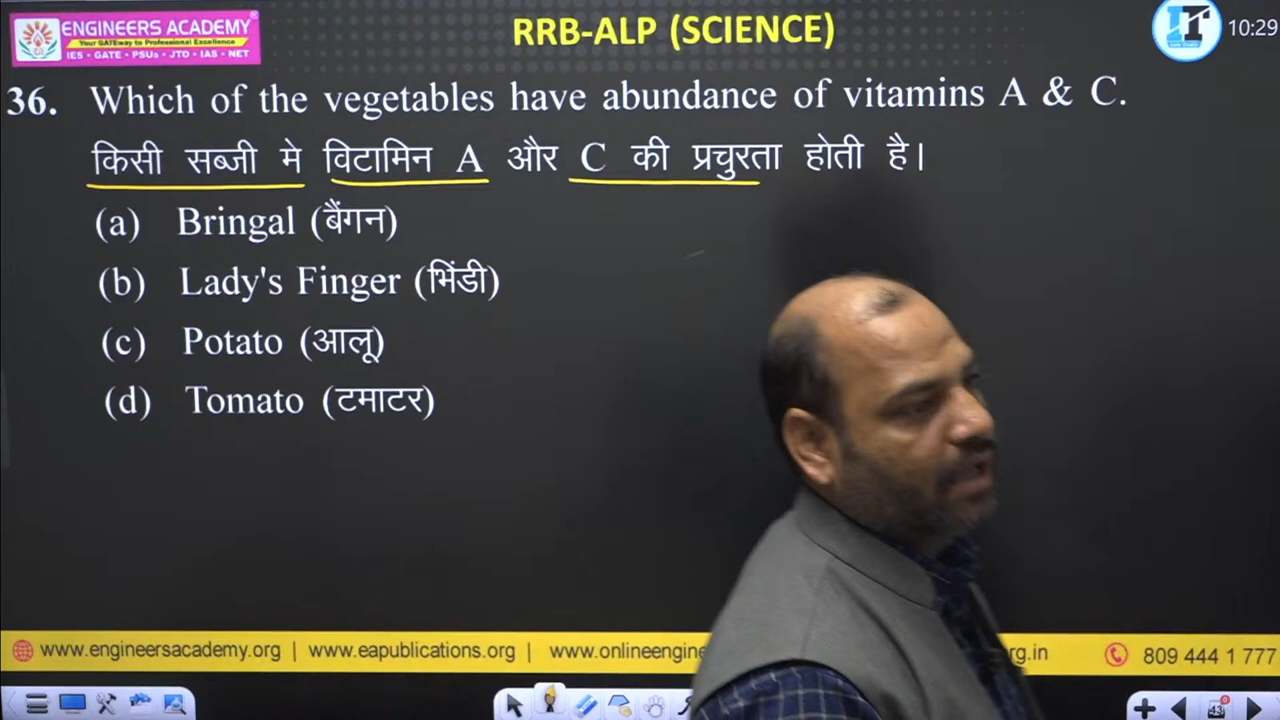 ENGINEERS ACADEMY
Your GATEway to Professional Excellence
IES • GATE • PSUs • JTO • IAS • NET
RRB-ALP (SCIENCE)
10:29
36. Which of the vegetables have abundance of vitamins A & C.
किसी सब्जी मे विटामिन A और C की प्रचुरता होती है।
(a) Bringal (बैंगन)
(b) Lady's Finger (भिंडी)
(c) Potato (आलू)
(d) Tomato (टमाटर)
www.engineersacademy.org | www.eapublications.org | www.onlineengine rg.in 809 444 1 777
43